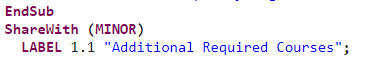 EndSub
ShareWith (MINOR)
LABEL 1.1 "Additional Required Courses";